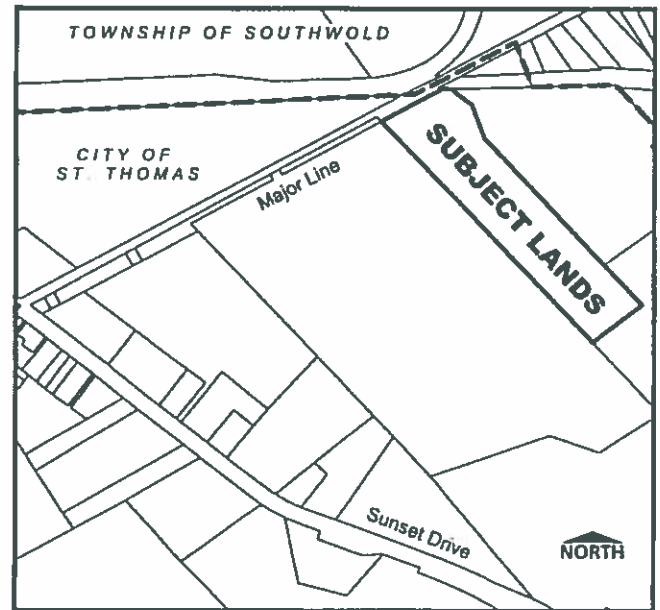 TOWNSHIP OF SOUTHWOLD
CITY OF
ST. THOMAS
Major Line
SUBJECT LANDS
Sunset Drive
NORTH